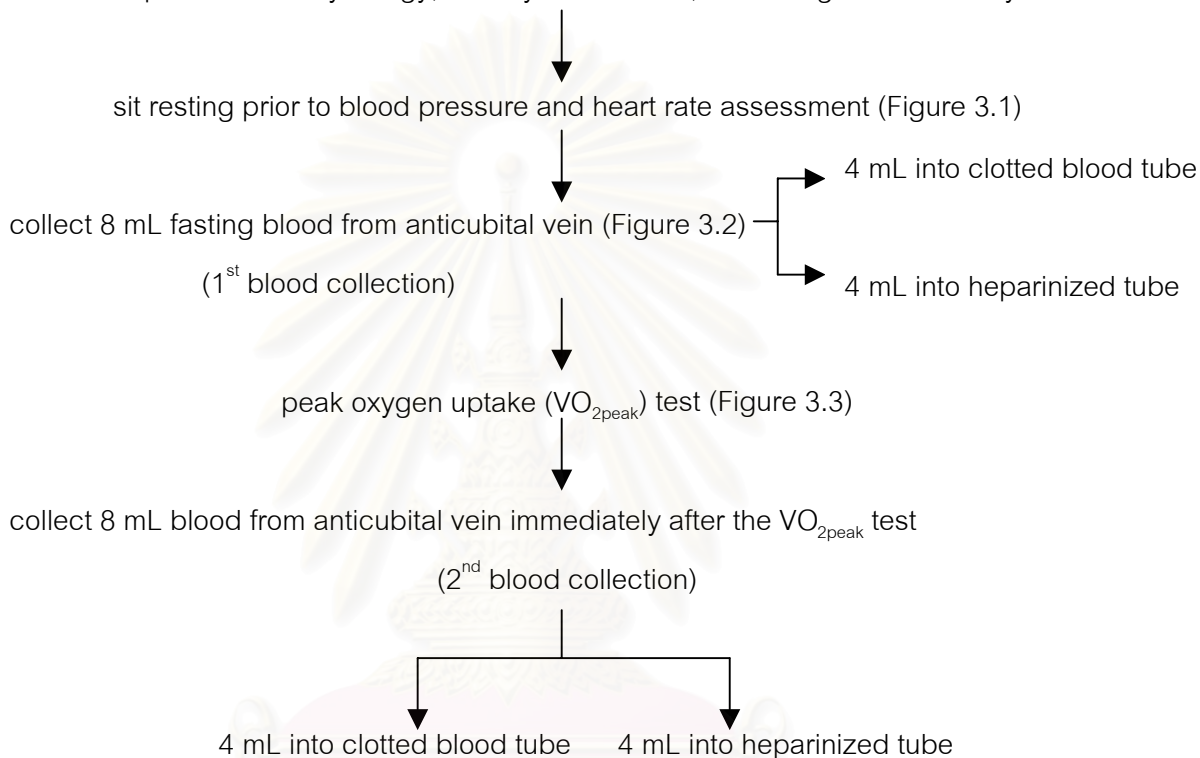 sit resting prior to blood pressure and heart rate assessment (Figure 3.1)
4 mL into clotted blood tube
collect 8 mL fasting blood from anticubital vein (Figure 3.2)
(1st blood collection)
4 mL into heparinized tube
peak oxygen uptake (VO2peak) test (Figure 3.3)
collect 8 mL blood from anticubital vein immediately after the VO2peak test
(2nd blood collection)
4 mL into clotted blood tube 4 mL into heparinized tube